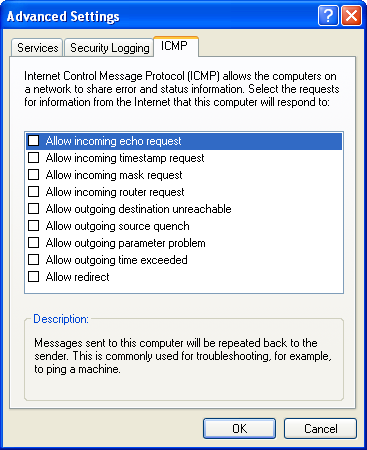 Advanced Settings
Services
Security Logging
ICMP
Internet Control Message Protocol (ICMP) allows the computers on
a network to share error and status information. Select the requests
for information from the Internet that this computer will respond to:
Allow incoming echo request
Allow incoming timestamp request
Allow incoming mask request
Allow incoming router request
Allow outgoing destination unreachable
Allow outgoing source quench
Allow outgoing parameter problem
Allow outgoing time exceeded
Allow redirect
Description:
Messages sent to this computer will be repeated back to the
sender. This is commonly used for troubleshooting, for example,
to ping a machine.
OK
Cancel